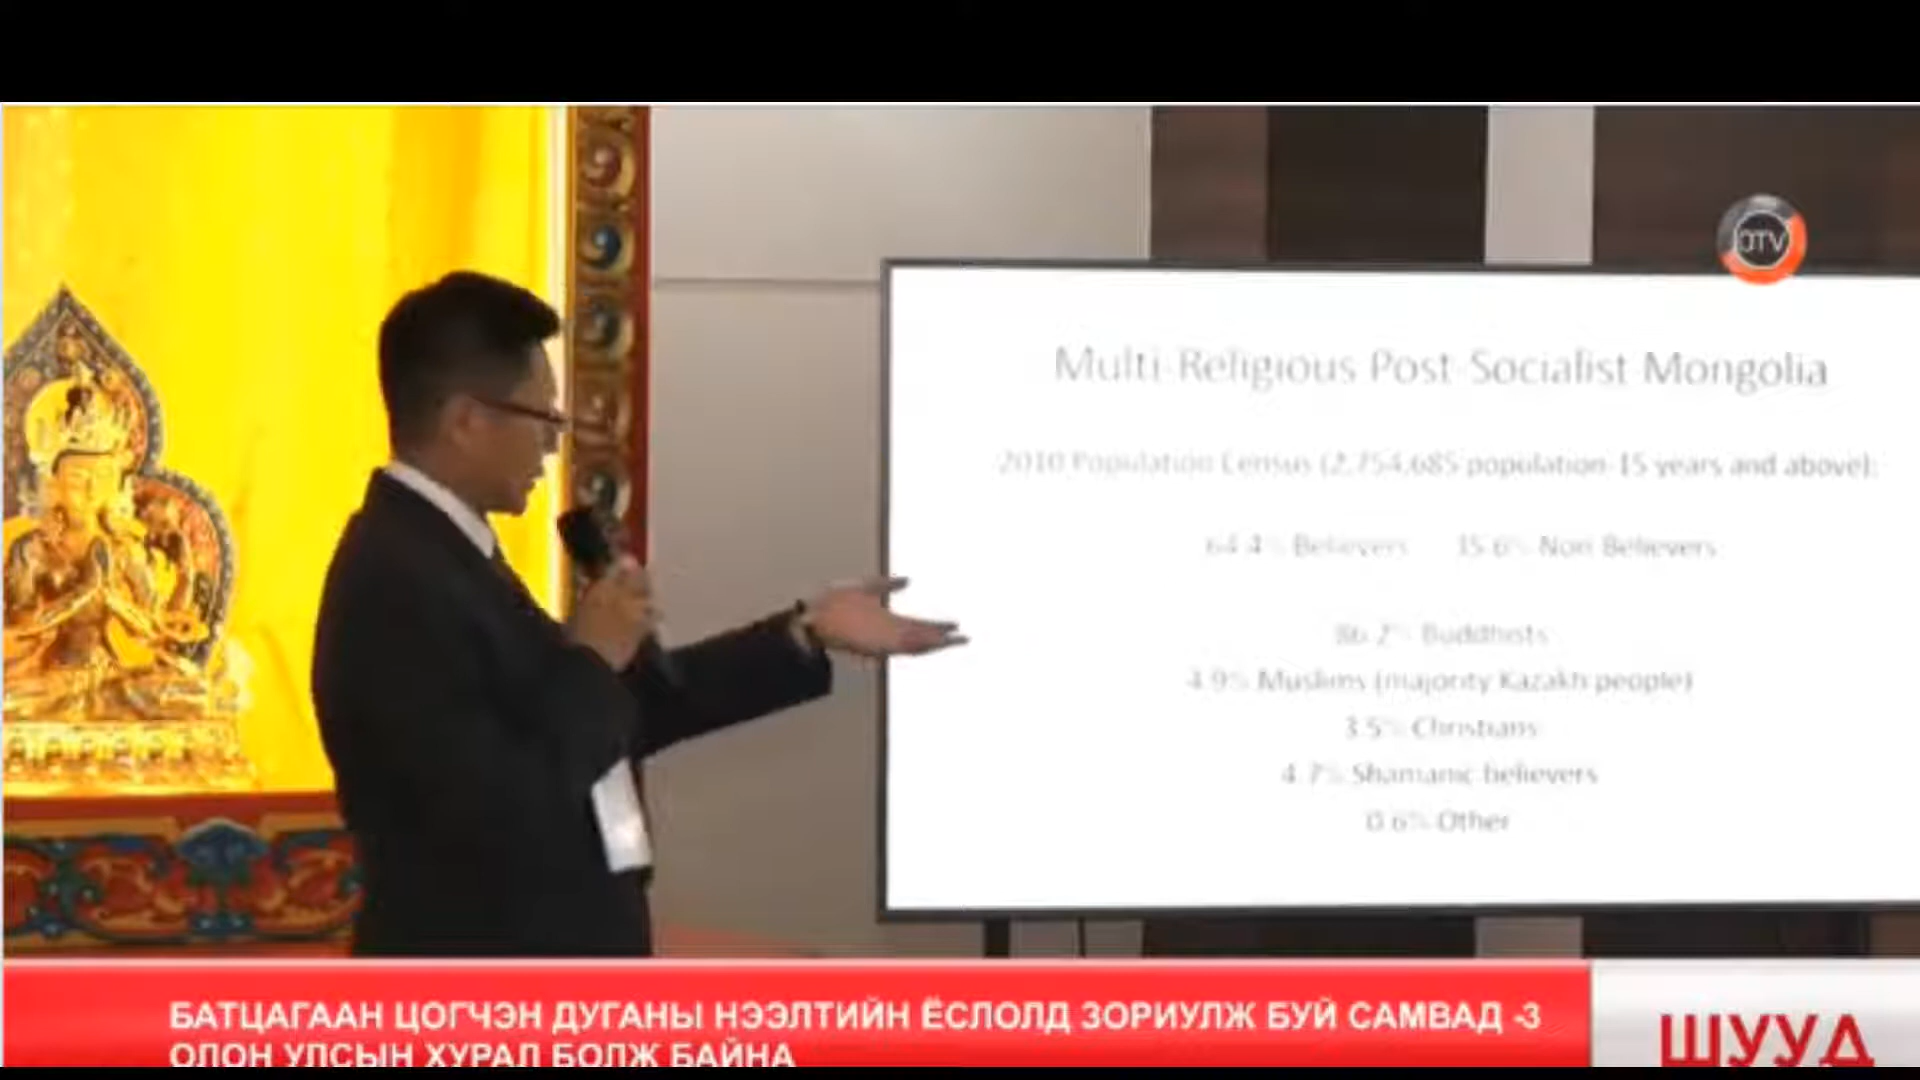 DTV
Multi-Religious Post-Socialist Mongolia
2010 Population Census (2,754,685 population-15 years and above):
64.4% Believers 35.6% Non Believers
86.2% Buddhists
4.9% Muslims (majority Kazakh people)
3.5% Christians
4.7% Shamanic believers
0.6% Other
БАТЦАГААН ЦОГЧЭН ДУГАНЫ НЭЭЛТИЙН ЁСЛОЛД ЗОРИУЛЖ БУЙ САМВАД -3
ОЛОН УЛСЫН ХУРАЛ БОЛЖ БАЙНА
ШУУД